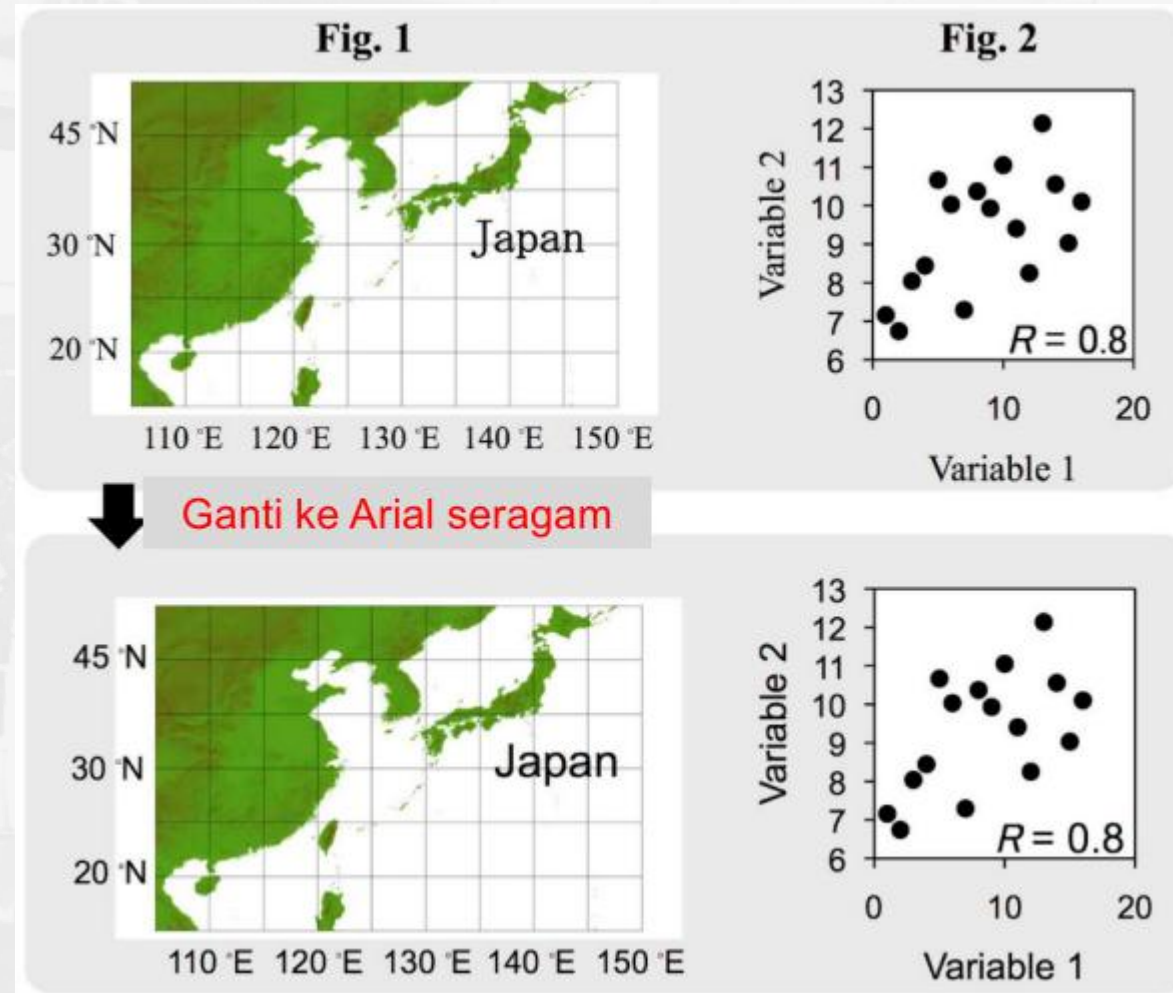 Fig. 1
45 °N
30 °N
20 °N
Japan
110 °E 120 °E 130 °E 140 °E 150 °E
Fig. 2
13
12
11
10
9
8
7
6
Variable 2
R = 0.8
0 10 20
Variable 1
Ganti ke Arial seragam
45 °N
30 °N
20 °N
Japan
110 °E 120 °E 130 °E 140 °E 150 °E
13
12
11
10
9
8
7
6
Variable 2
R = 0.8
0 10 20
Variable 1